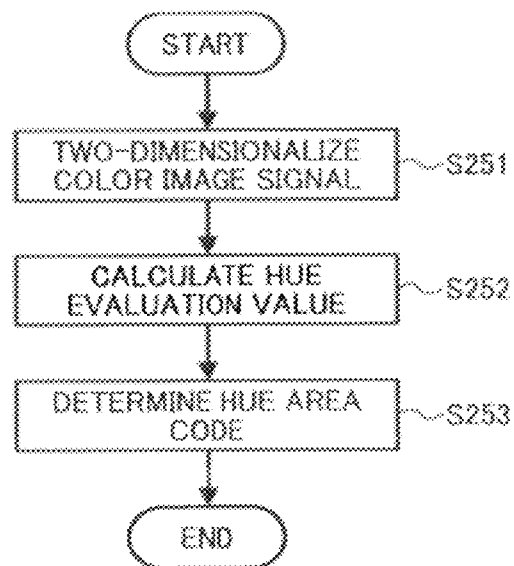 START
TWO-DIMENSIONALIZE
COLOR IMAGE SIGNAL
S251
CALCULATE HUE
EVALUATION VALUE
S252
DETERMINE HUE AREA
CODE
S253
END